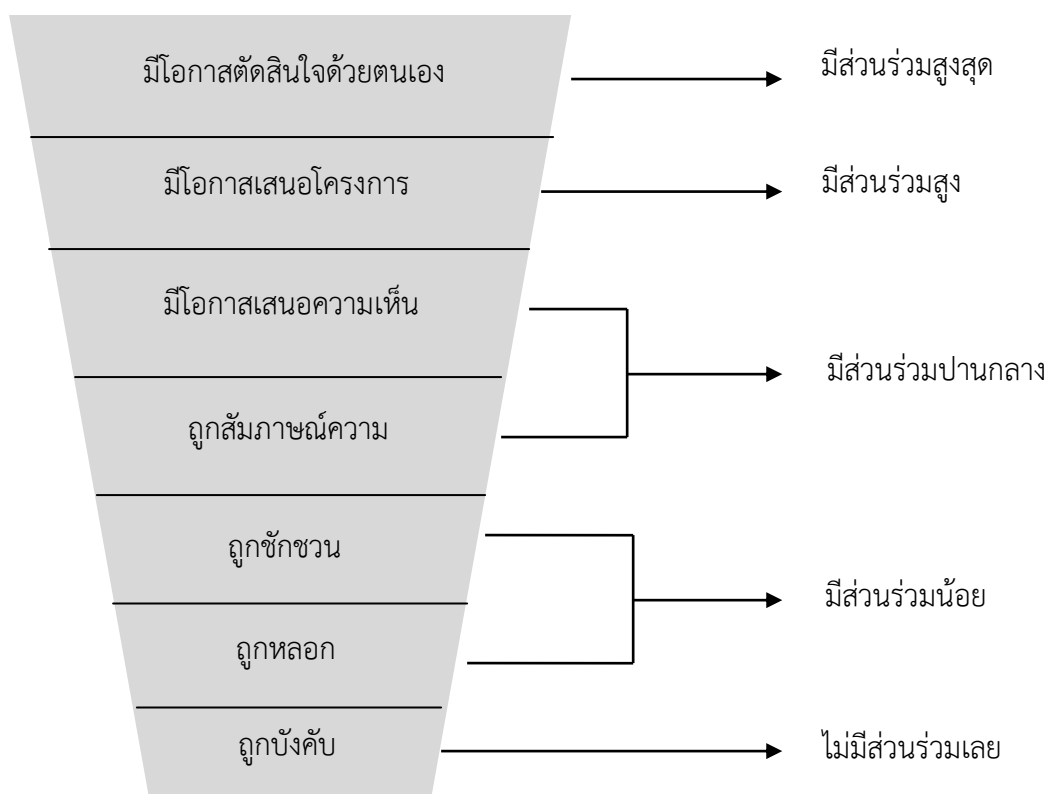 มีโอกาสตัดสินใจด้วยตนเอง
มีส่วนร่วมสูงสุด
มีโอกาสเสนอโครงการ
มีส่วนร่วมสูง
มีโอกาสเสนอความเห็น
มีส่วนร่วมปานกลาง
ถูกสัมภาษณ์ความ
ถูกชักชวน
มีส่วนร่วมน้อย
ถูกหลอก
ถูกบังคับ
ไม่มีส่วนร่วมเลย